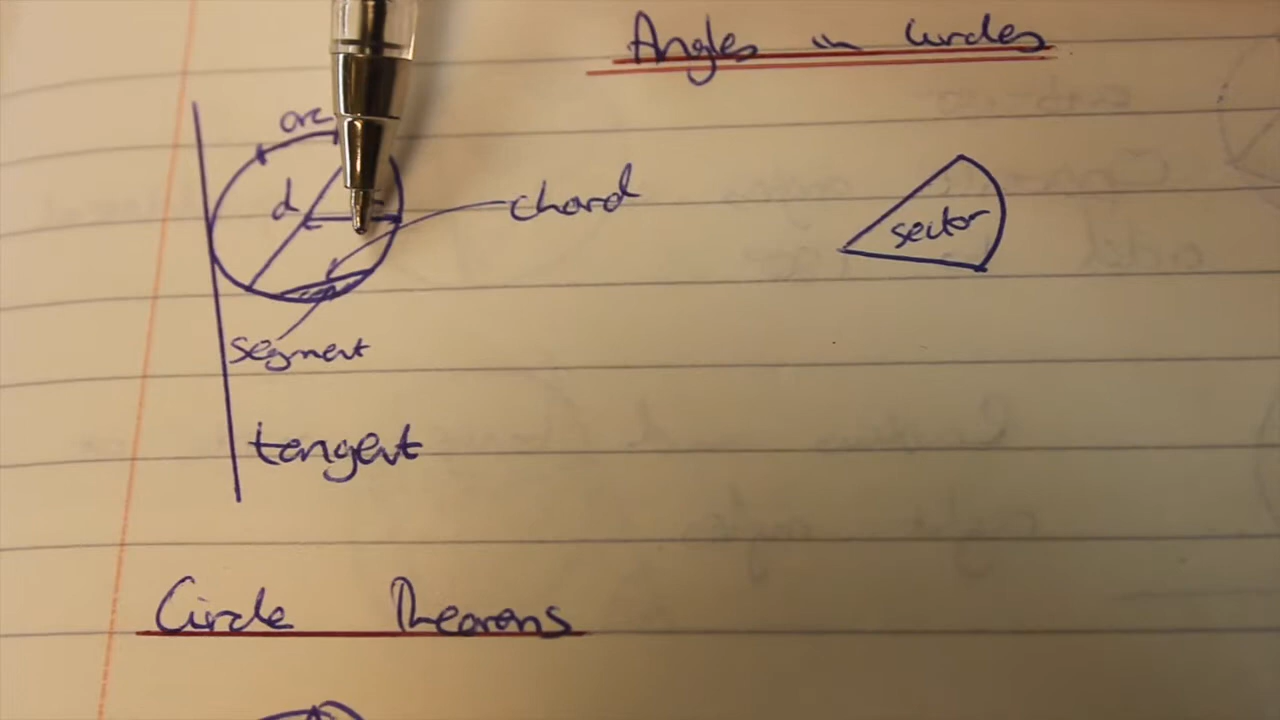 Angles in Circles
arc
d
chord
sector
segment
tangent
Circle Theorems